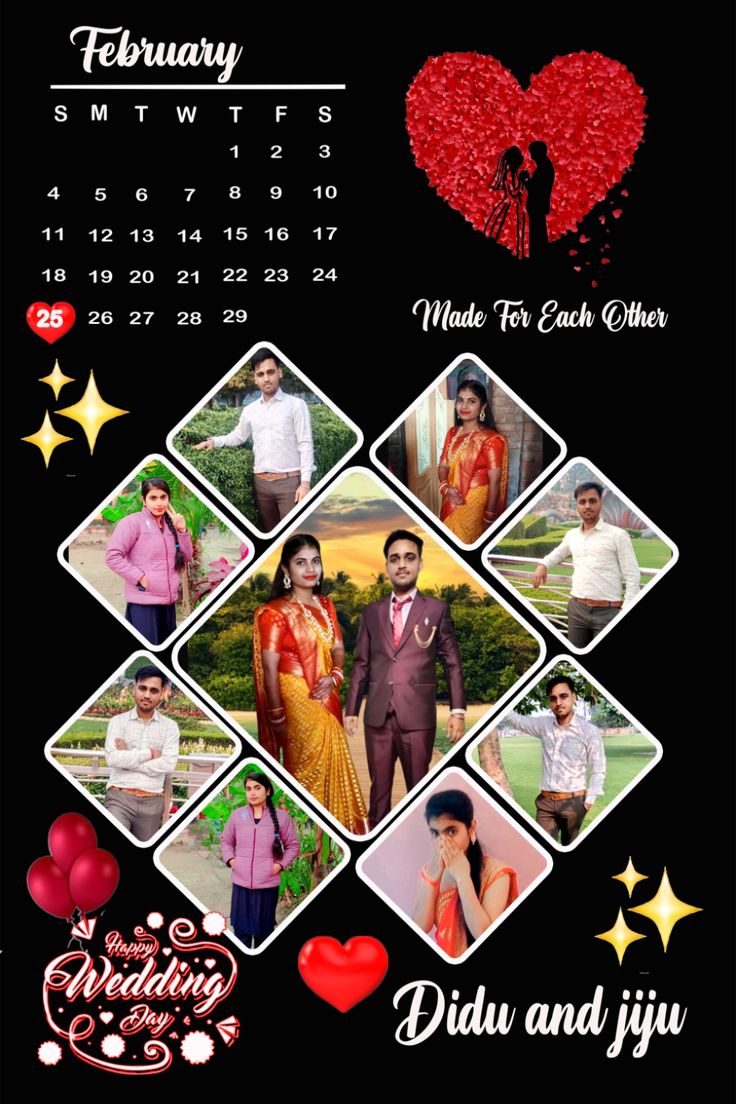 February
S M T W T F S
1 2 3
4 5 6 7 8 9 10
11 12 13 14 15 16 17
18 19 20 21 22 23 24
25 26 27 28 29
Made For Each Other
Happy
Wedding
Day
Didu and jiju